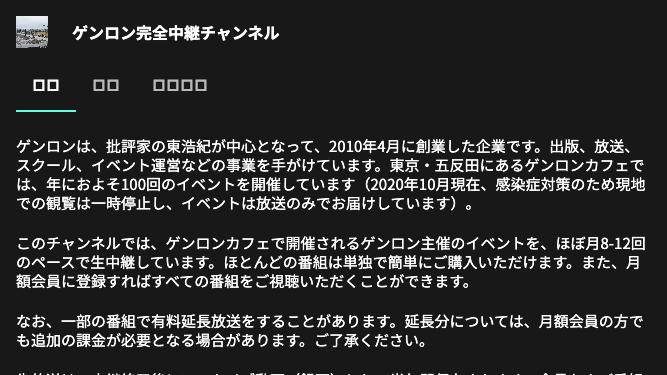 ゲンロン完全中継チャンネル
ゲンロンは、批評家の東浩紀が中心となって、2010年4月に創業した企業です。出版、放送、
スクール、イベント運営などの事業を手がけています。東京・五反田にあるゲンロンカフェで
は、年におよそ100回のイベントを開催しています（2020年10月現在、感染症対策のため現地
での観覧は一時停止し、イベントは放送のみでお届けしています）。
このチャンネルでは、ゲンロンカフェで開催されるゲンロン主催のイベントを、ほぼ月8-12回
のペースで生中継しています。ほとんどの番組は単独で簡単にご購入いただけます。また、月
額会員に登録すればすべての番組をご視聴いただくことができます。
なお、一部の番組で有料延長放送をすることがあります。延長分については、月額会員の方で
も追加の課金が必要となる場合があります。ご了承ください。